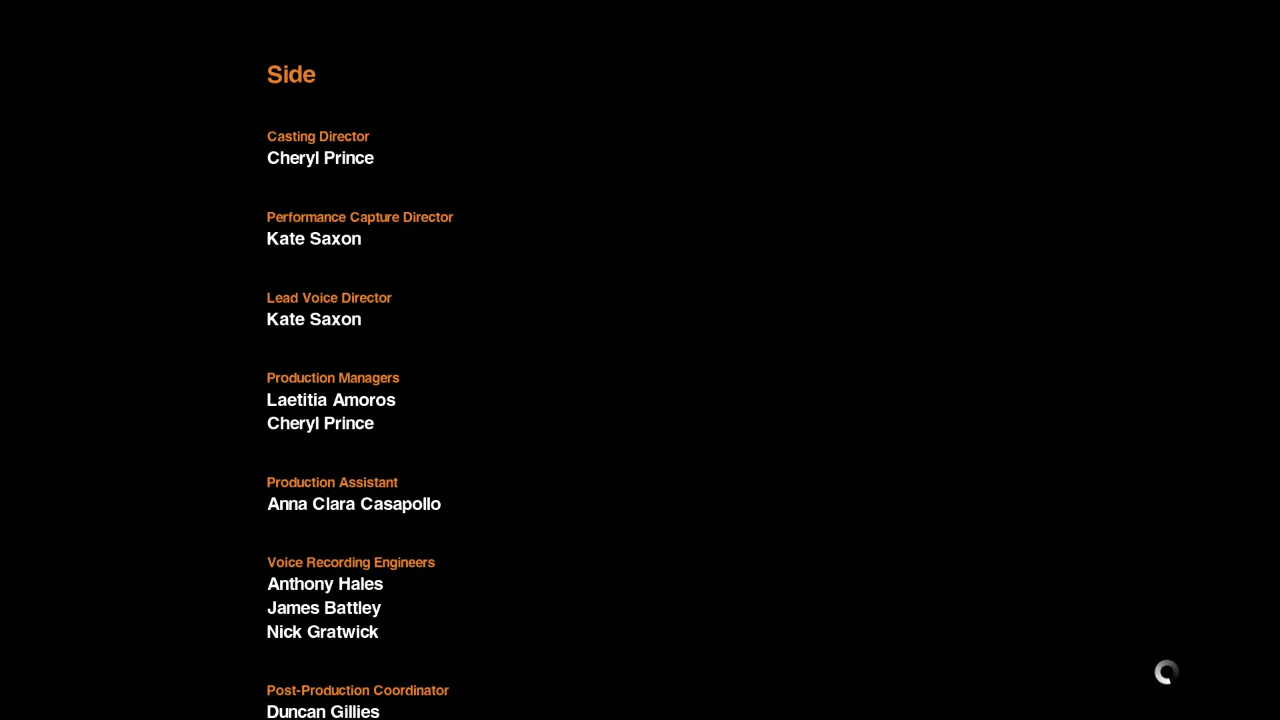 Side
Casting Director
Cheryl Prince
Performance Capture Director
Kate Saxon
Lead Voice Director
Kate Saxon
Production Managers
Laetitia Amoros
Cheryl Prince
Production Assistant
Anna Clara Casapollo
Voice Recording Engineers
Anthony Hales
James Battley
Nick Gratwick
Post-Production Coordinator
Duncan Gillies